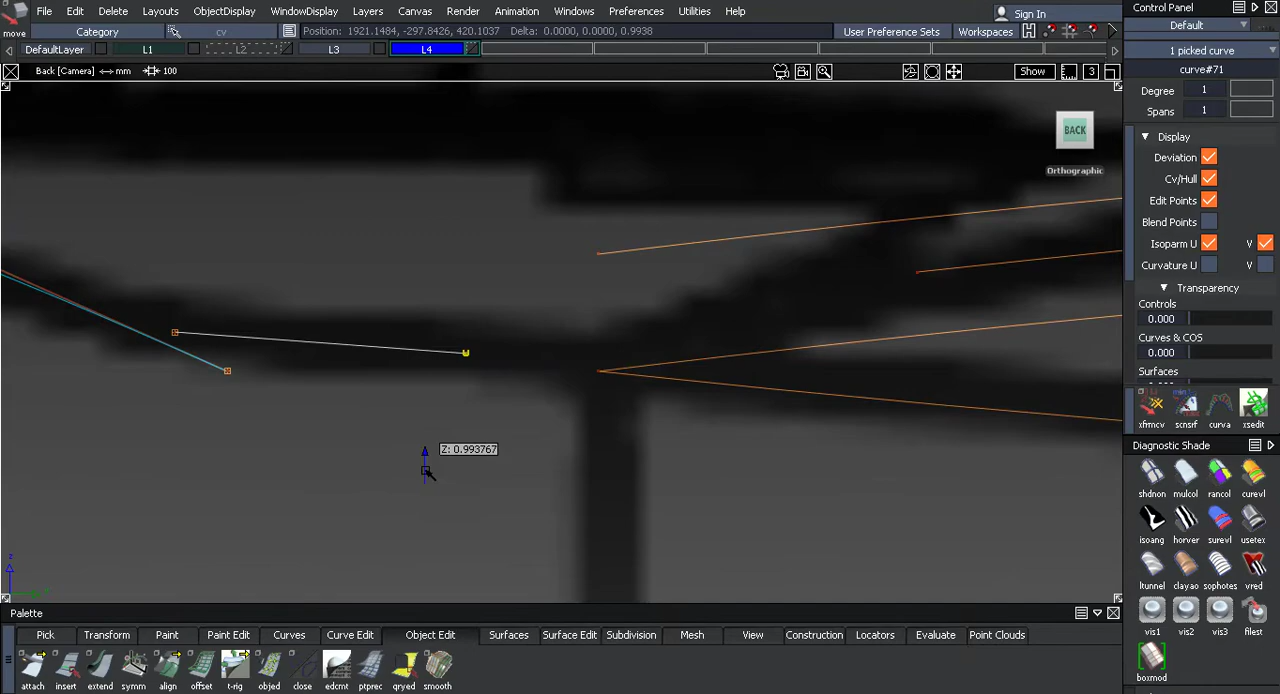 File Edit Delete Layouts ObjectDisplay WindowDisplay Layers Canvas Render Animation Windows Preferences Utilities Help Sign In
move Category cv Position: 1921.1484, -297.8426, 420.1037 Delta: 0.0000, 0.0000, 0.9938 User Preference Sets Workspaces
DefaultLayer L1 L2 L3 L4
Back [Camera] mm 100 Show 3
BACK
Orthographic
Z: 0.993767
Control Panel
Default
1 picked curve
curve#71
Degree 1
Spans 1
Display
Deviation
Cv/Hull
Edit Points
Blend Points
Isoparm U V
Curvature U V
Transparency
Controls
0.000
Curves & COS
0.000
Surfaces
xfrmcv scnsrf curva xsedit
Diagnostic Shade
shdnon mulcol rancol curevl
isoang horver surevl usetex
ltunnel clayao sophotes vred
vis1 vis2 vis3 filest
boxmod
Palette
Pick Transform Paint Paint Edit Curves Curve Edit Object Edit Surfaces Surface Edit Subdivision Mesh View Construction Locators Evaluate Point Clouds
attach insert extend symm align offset t-rig objed close edcmt ptprec qryed smooth